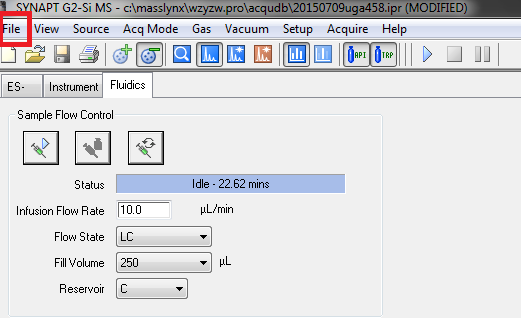 SYNAPT G2-Si MS - c:\masslynx\wzyzw.pro\acqudb\20150709uga458.ipr (MODIFIED)
File View Source Acq Mode Gas Vacuum Setup Acquire Help
API TRP
ES- Instrument Fluidics
Sample Flow Control
Status Idle - 22.62 mins
Infusion Flow Rate 10.0 µL/min
Flow State LC
Fill Volume 250 µL
Reservoir C